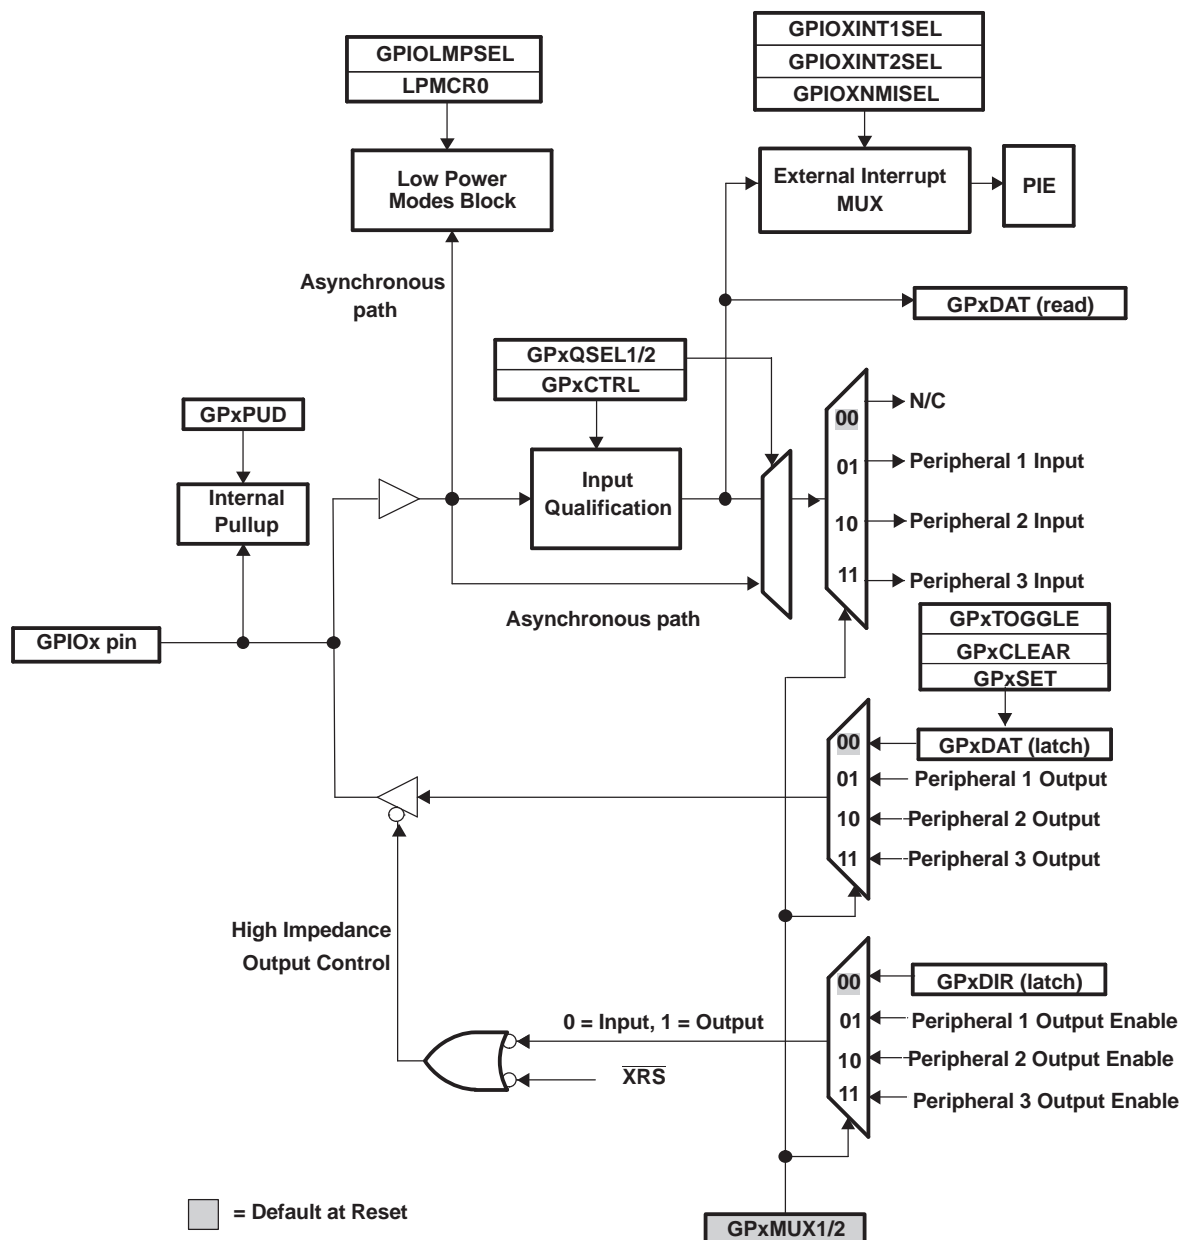 GPIOXINT1SEL
GPIOXINT2SEL
GPIOXNMISEL
GPIOLMPSEL
LPMCR0
Low Power
Modes Block
External Interrupt
MUX
PIE
Asynchronous
path
GPxDAT (read)
GPxQSEL1/2
GPxCTRL
GPxPUD
Internal
Pullup
Input
Qualification
00
01
10
11
N/C
Peripheral 1 Input
Peripheral 2 Input
Peripheral 3 Input
Asynchronous path
GPIOx pin
GPxTOGGLE
GPxCLEAR
GPxSET
00
01
10
11
GPxDAT (latch)
Peripheral 1 Output
Peripheral 2 Output
Peripheral 3 Output
High Impedance
Output Control
00
01
10
11
GPxDIR (latch)
Peripheral 1 Output Enable
Peripheral 2 Output Enable
Peripheral 3 Output Enable
0 = Input, 1 = Output
XRS
= Default at Reset
GPxMUX1/2